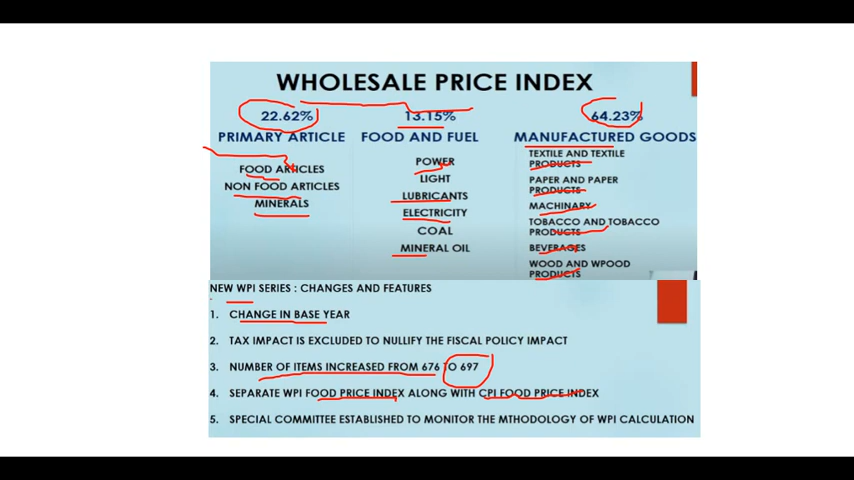 WHOLESALE PRICE INDEX
22.62%
PRIMARY ARTICLE
FOOD ARTICLES
NON FOOD ARTICLES
MINERALS
13.15%
FOOD AND FUEL
POWER
LIGHT
LUBRICANTS
ELECTRICITY
COAL
MINERAL OIL
64.23%
MANUFACTURED GOODS
TEXTILE AND TEXTILE
PRODUCTS
PAPER AND PAPER
PRODUCTS
MACHINARY
TOBACCO AND TOBACCO
PRODUCTS
BEVERAGES
WOOD AND WPOOD
PRODUCTS
NEW WPI SERIES : CHANGES AND FEATURES
1. CHANGE IN BASE YEAR
2. TAX IMPACT IS EXCLUDED TO NULLIFY THE FISCAL POLICY IMPACT
3. NUMBER OF ITEMS INCREASED FROM 676 TO 697
4. SEPARATE WPI FOOD PRICE INDEX ALONG WITH CPI FOOD PRICE INDEX
5. SPECIAL COMMITTEE ESTABLISHED TO MONITOR THE MTHODOLOGY OF WPI CALCULATION